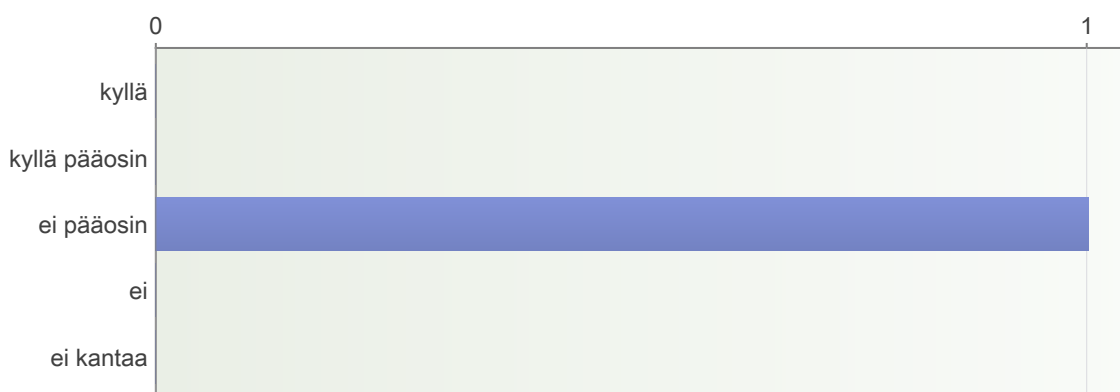 0 1
kyllä
kyllä pääosin
ei pääosin
ei
ei kantaa